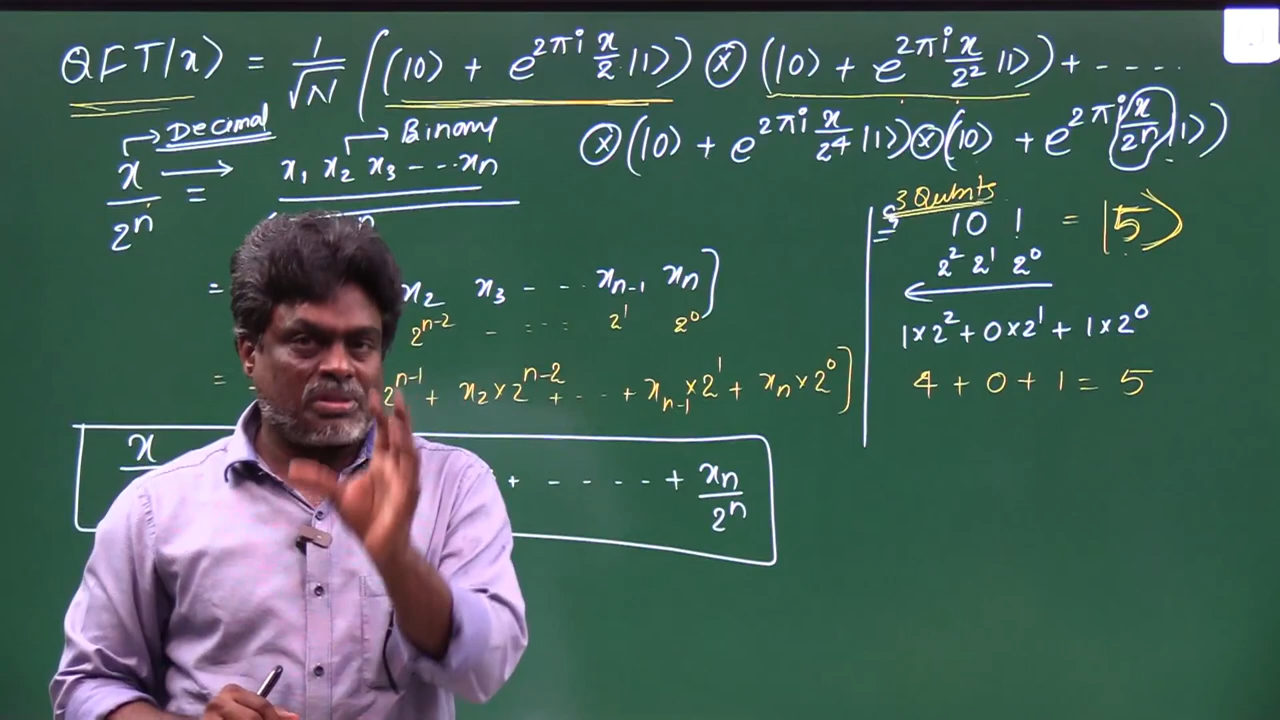 QFT|x⟩ = 1/√N ((|0⟩ + e^{2πi x/2} |1⟩) ⊗ (|0⟩ + e^{2πi x/2²} |1⟩) + - - - -
⊗ (|0⟩ + e^{2πi x/2⁴} |1⟩) ⊗ (|0⟩ + e^{2πi x/2ⁿ} |1⟩)
→ Decimal
→ Binary
x/2ⁿ → = x₁ x₂ x₃ - - - xₙ
n
= x₂ x₃ - - - xₙ₋₁ xₙ]
2ⁿ⁻² - - - - 2¹ 2⁰
= 2ⁿ⁻¹ + x₂ × 2ⁿ⁻² + - - + xₙ₋₁ × 2¹ + xₙ × 2⁰]
x + - - - - - + xₙ/2ⁿ
3 Qubits
101 = |5⟩
2² 2¹ 2⁰
1×2² + 0×2¹ + 1×2⁰
4 + 0 + 1 = 5